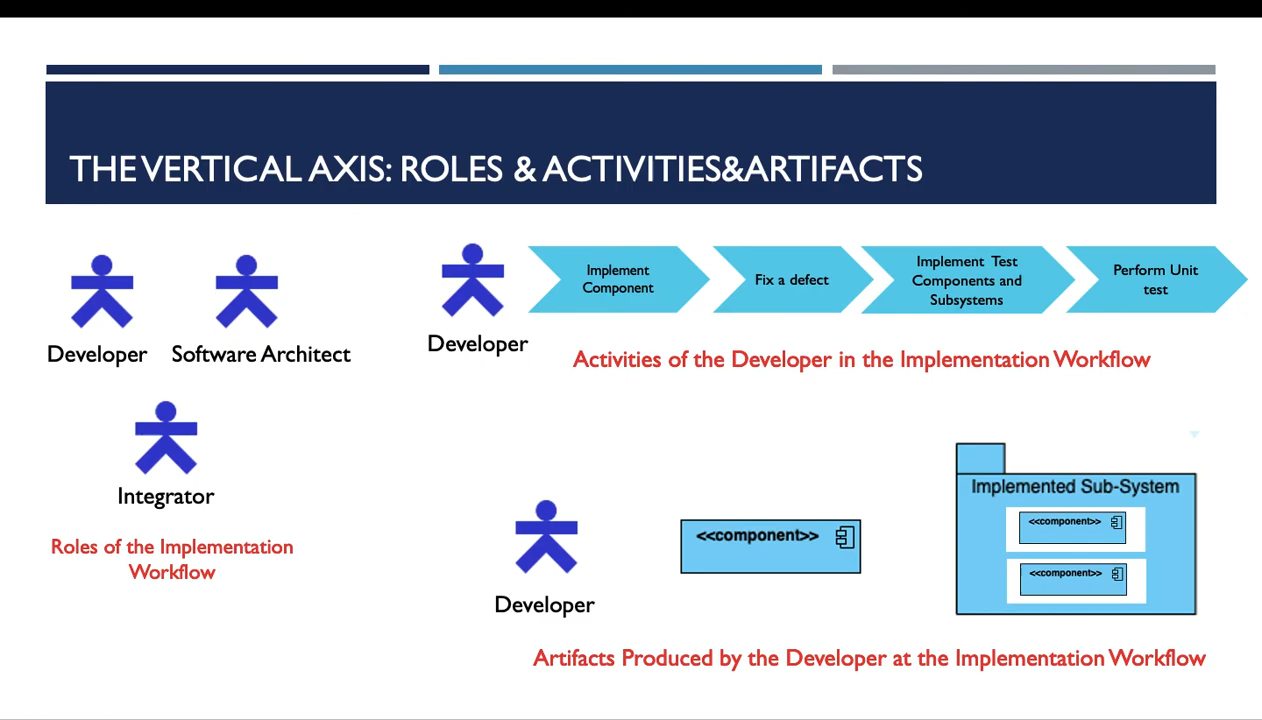 THE VERTICAL AXIS: ROLES & ACTIVITIES&ARTIFACTS
Developer
Software Architect
Integrator
Roles of the Implementation
Workflow
Developer
Implement
Component
Fix a defect
Implement Test
Components and
Subsystems
Perform Unit
test
Activities of the Developer in the Implementation Workflow
Developer
<<component>>
Implemented Sub-System
<<component>>
<<component>>
Artifacts Produced by the Developer at the Implementation Workflow